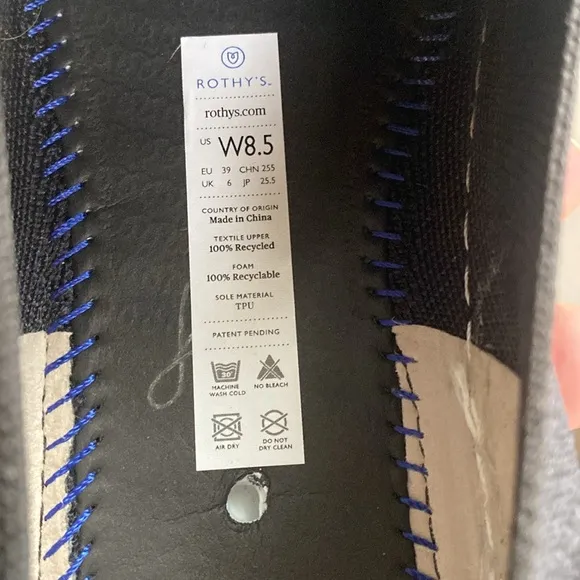 ROTHY'S™
rothys.com
US W8.5
EU 39 CHN 255
UK 6 JP 25.5
COUNTRY OF ORIGIN
Made in China
TEXTILE UPPER
100% Recycled
FOAM
100% Recyclable
SOLE MATERIAL
TPU
PATENT PENDING
30°
MACHINE WASH COLD
NO BLEACH
AIR DRY
DO NOT DRY CLEAN